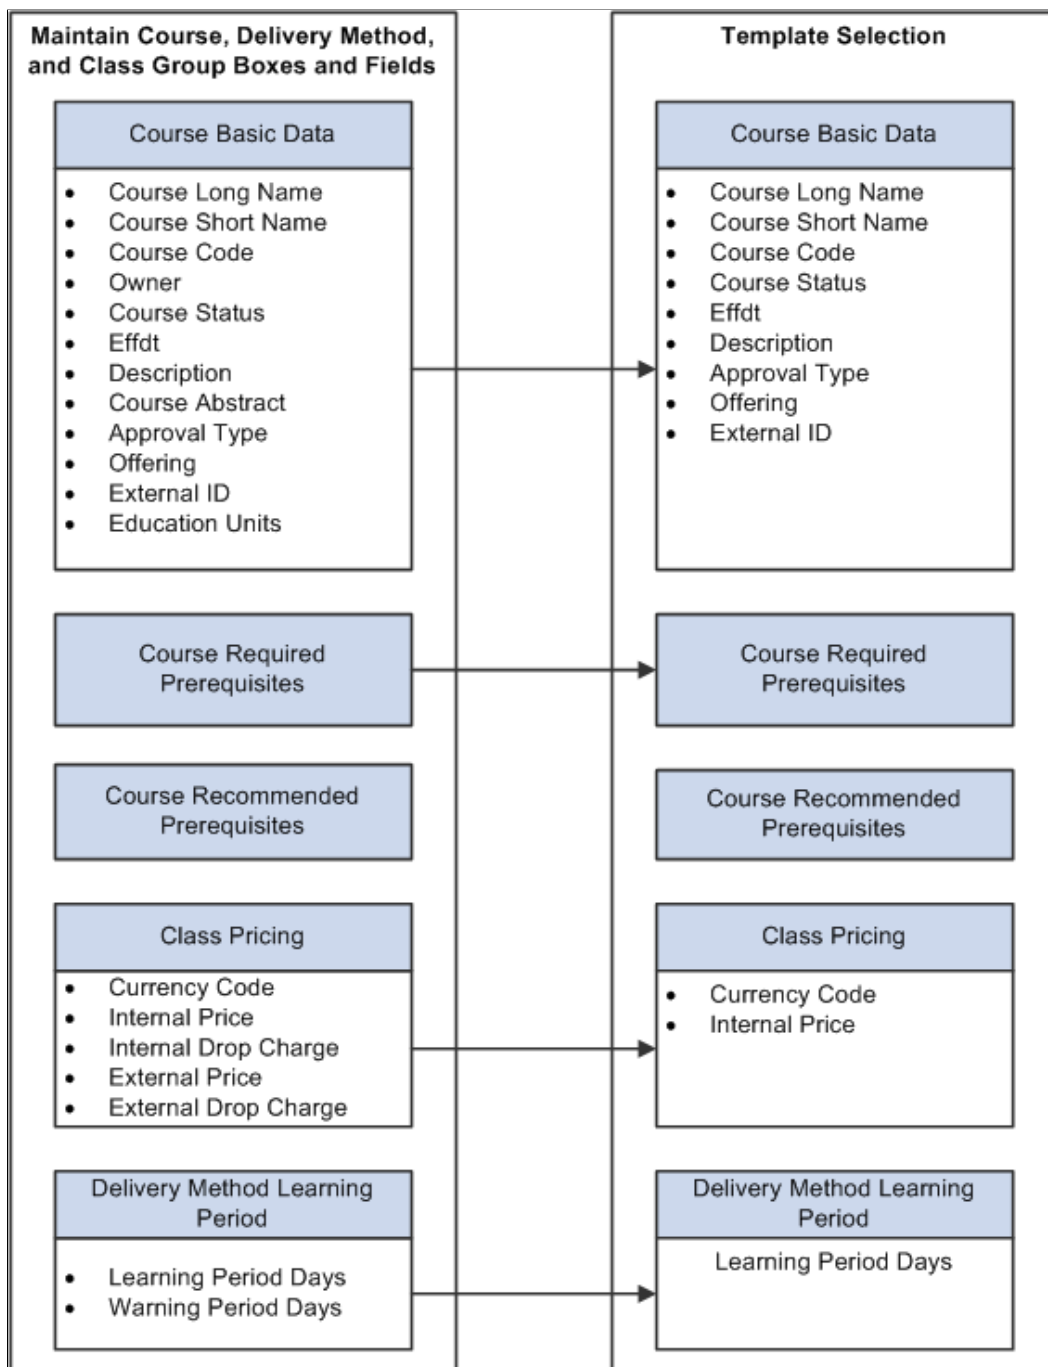 Maintain Course, Delivery Method,
and Class Group Boxes and Fields
Course Basic Data
• Course Long Name
• Course Short Name
• Course Code
• Owner
• Course Status
• Effdt
• Description
• Course Abstract
• Approval Type
• Offering
• External ID
• Education Units
Course Required
Prerequisites
Course Recommended
Prerequisites
Class Pricing
• Currency Code
• Internal Price
• Internal Drop Charge
• External Price
• External Drop Charge
Delivery Method Learning
Period
• Learning Period Days
• Warning Period Days
Template Selection
Course Basic Data
• Course Long Name
• Course Short Name
• Course Code
• Course Status
• Effdt
• Description
• Approval Type
• Offering
• External ID
Course Required
Prerequisites
Course Recommended
Prerequisites
Class Pricing
• Currency Code
• Internal Price
Delivery Method Learning
Period
Learning Period Days